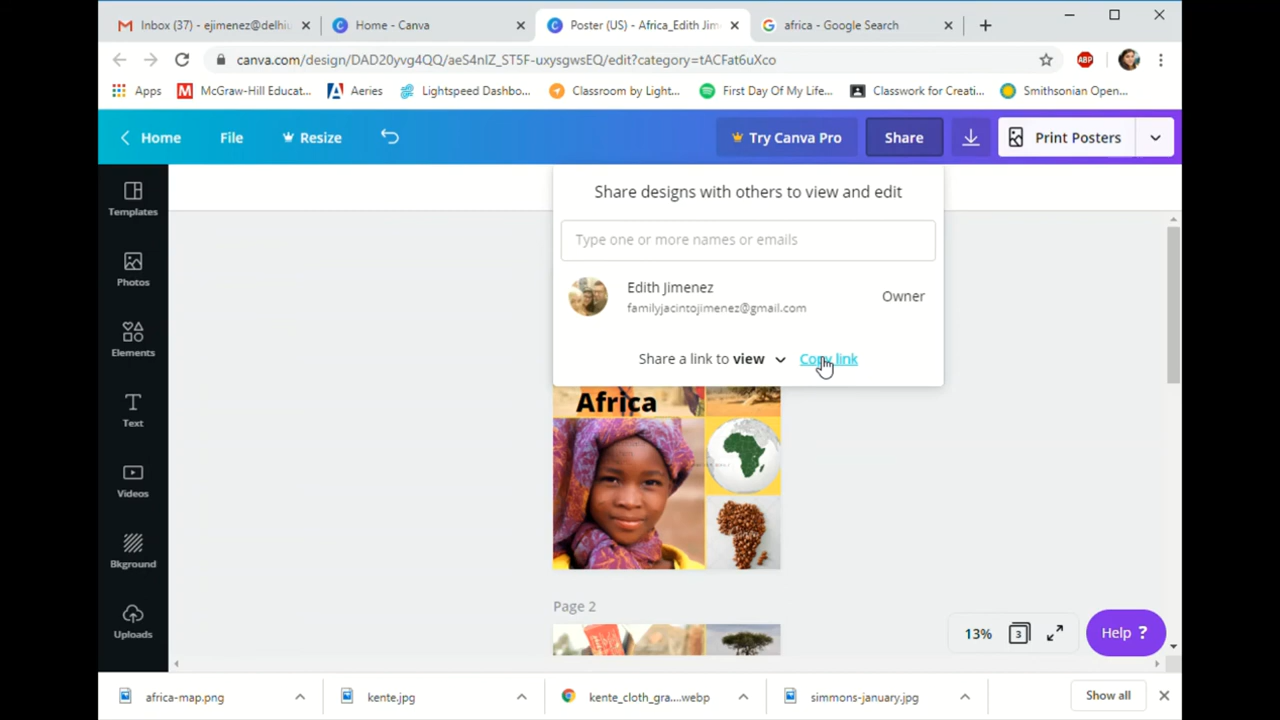 Inbox (37) - ejimenez@delhiu
Home - Canva
Poster (US) - Africa_Edith Jim
africa - Google Search
canva.com/design/DAD20yvg4QQ/aeS4nIZ_ST5F-uxysgwsEQ/edit?category=tACFat6uXco
ABP
Apps
McGraw-Hill Educat...
Aeries
Lightspeed Dashbo...
Classroom by Light...
First Day Of My Life...
Classwork for Creati...
Smithsonian Open...
Home
File
Resize
Try Canva Pro
Share
Print Posters
Templates
Photos
Elements
Text
Videos
Bkground
Uploads
Share designs with others to view and edit
Type one or more names or emails
Edith Jimenez
familyjacintojimenez@gmail.com
Owner
Share a link to view
Copy link
Africa
Page 2
13%
3
Help ?
africa-map.png
kente.jpg
kente_cloth_gra....webp
simmons-january.jpg
Show all